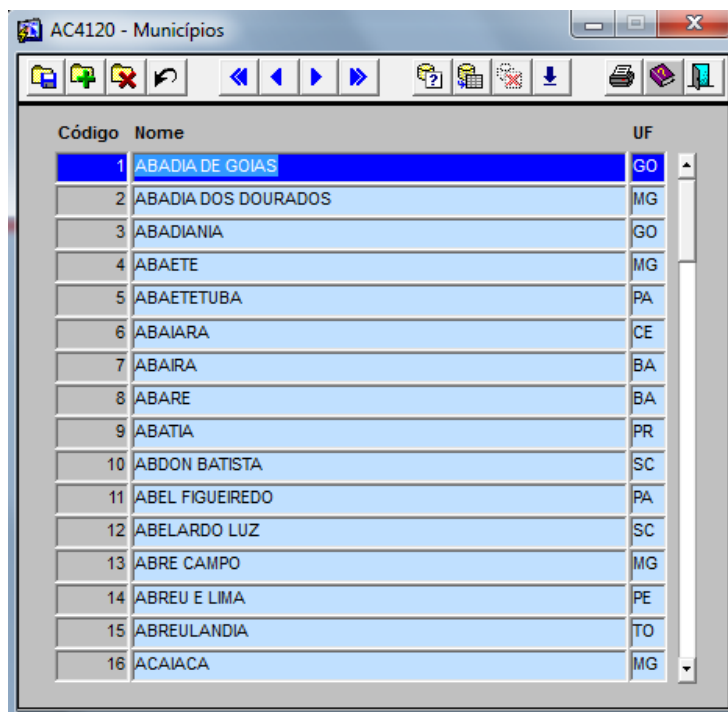 AC4120 - Municípios
Código Nome UF
1 ABADIA DE GOIAS GO
2 ABADIA DOS DOURADOS MG
3 ABADIANIA GO
4 ABAETE MG
5 ABAETETUBA PA
6 ABAIARA CE
7 ABAIRA BA
8 ABARE BA
9 ABATIA PR
10 ABDON BATISTA SC
11 ABEL FIGUEIREDO PA
12 ABELARDO LUZ SC
13 ABRE CAMPO MG
14 ABREU E LIMA PE
15 ABREULANDIA TO
16 ACAIACA MG